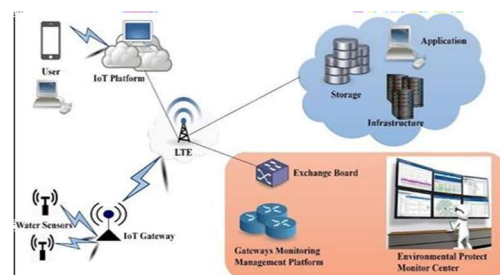 User
IoT Platform
Application
Storage
Infrastructure
LTE
Exchange Board
Water Sensors
IoT Gateway
Gateways Monitoring
Management Platform
Environmental Protect
Monitor Center